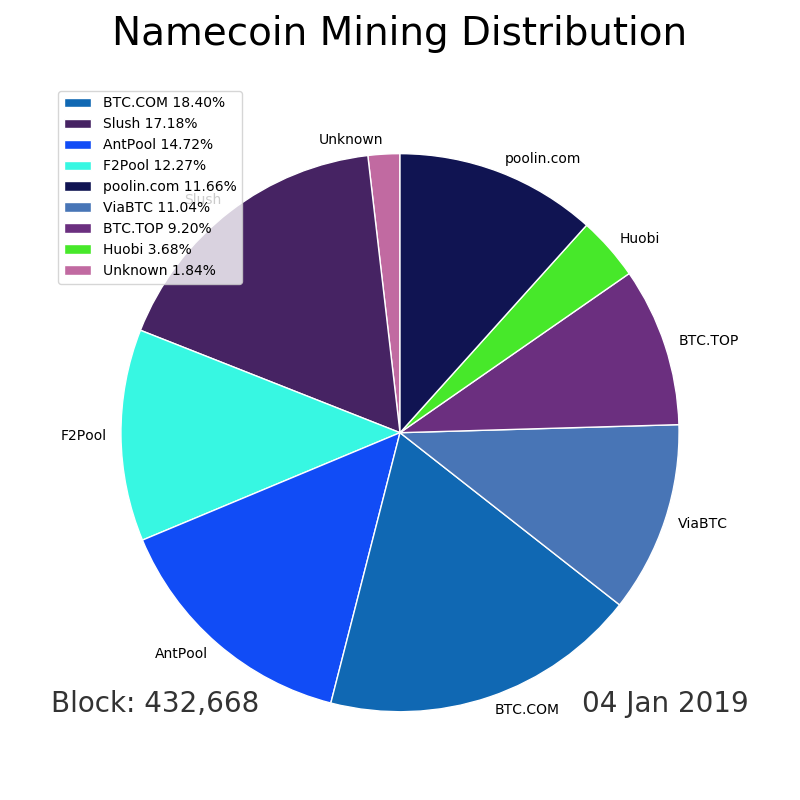 Namecoin Mining Distribution
BTC.COM 18.40%
Slush 17.18%
AntPool 14.72%
F2Pool 12.27%
poolin.com 11.66%
ViaBTC 11.04%
BTC.TOP 9.20%
Huobi 3.68%
Unknown 1.84%
Unknown
poolin.com
Slush
Huobi
BTC.TOP
F2Pool
ViaBTC
AntPool
BTC.COM
Block: 432,668
04 Jan 2019